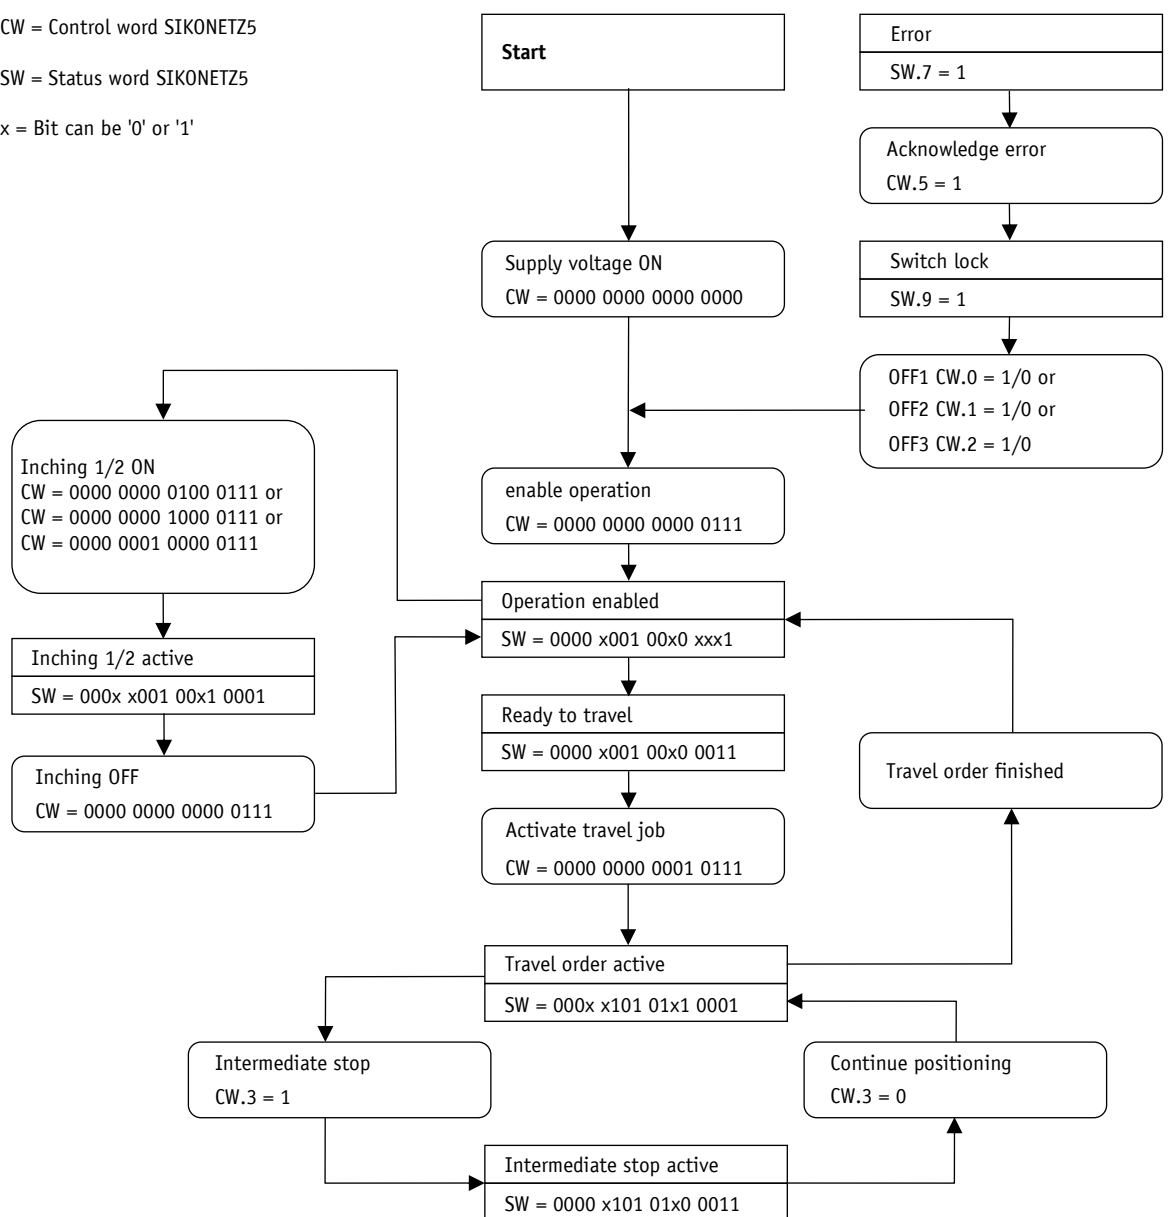 CW = Control word SIKONETZ5
SW = Status word SIKONETZ5
x = Bit can be '0' or '1'
Start
Error
SW.7 = 1
Acknowledge error
CW.5 = 1
Supply voltage ON
CW = 0000 0000 0000 0000
Switch lock
SW.9 = 1
OFF1 CW.0 = 1/0 or
OFF2 CW.1 = 1/0 or
OFF3 CW.2 = 1/0
Inching 1/2 ON
CW = 0000 0000 0100 0111 or
CW = 0000 0000 1000 0111 or
CW = 0000 0001 0000 0111
enable operation
CW = 0000 0000 0000 0111
Operation enabled
SW = 0000 x001 00x0 xxx1
Inching 1/2 active
SW = 000x x001 00x1 0001
Ready to travel
SW = 0000 x001 00x0 0011
Inching OFF
CW = 0000 0000 0000 0111
Travel order finished
Activate travel job
CW = 0000 0000 0001 0111
Travel order active
SW = 000x x101 01x1 0001
Intermediate stop
CW.3 = 1
Continue positioning
CW.3 = 0
Intermediate stop active
SW = 0000 x101 01x0 0011